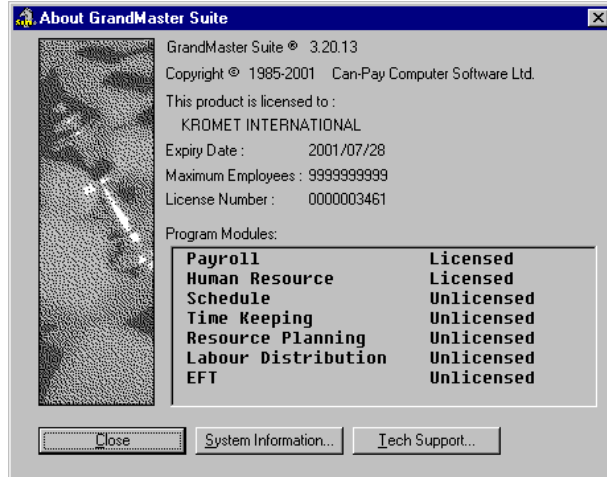 About GrandMaster Suite
GrandMaster Suite ® 3.20.13
Copyright © 1985-2001 Can-Pay Computer Software Ltd.
This product is licensed to :
KROMET INTERNATIONAL
Expiry Date : 2001/07/28
Maximum Employees : 9999999999
License Number : 0000003461
Program Modules:
Payroll Licensed
Human Resource Licensed
Schedule Unlicensed
Time Keeping Unlicensed
Resource Planning Unlicensed
Labour Distribution Unlicensed
EFT Unlicensed
Close System Information... Tech Support...